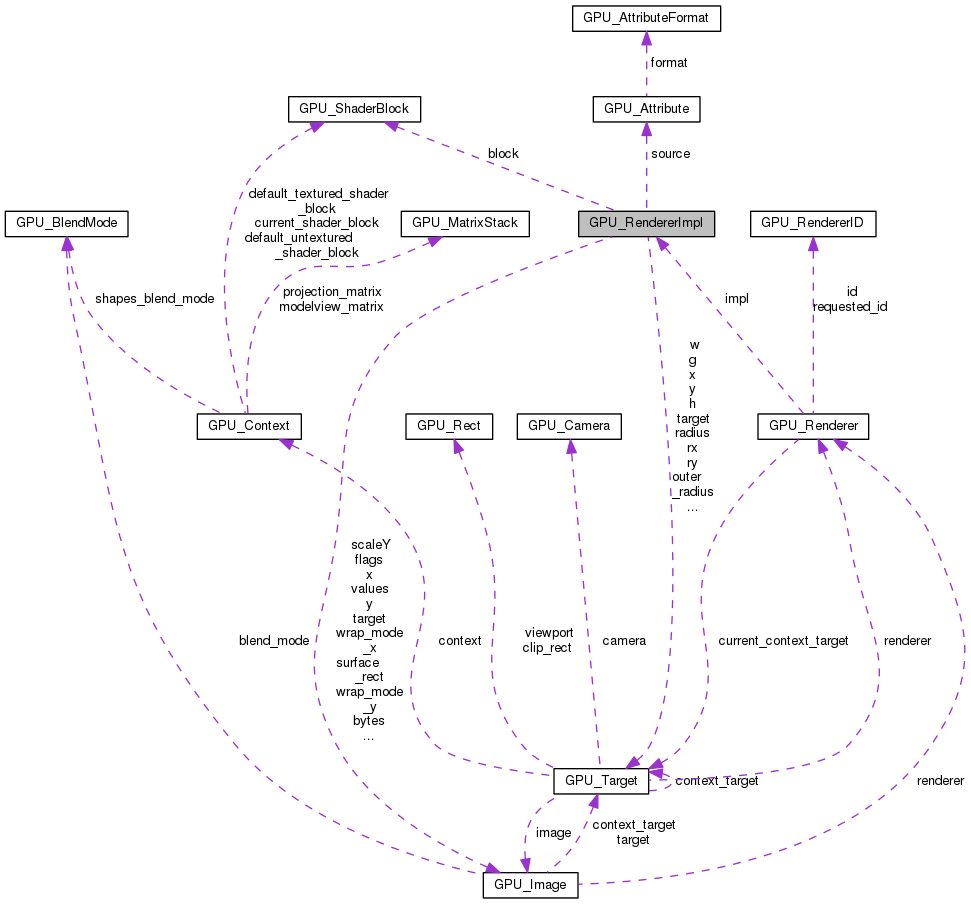 GPU_AttributeFormat
format
GPU_ShaderBlock
GPU_Attribute
block
source
default_textured_shader
_block
current_shader_block
default_untextured
_shader_block
GPU_BlendMode
GPU_MatrixStack
GPU_RendererImpl
GPU_RendererID
shapes_blend_mode
projection_matrix
modelview_matrix
impl
id
requested_id
w
g
x
y
h
target
radius
rx
ry
outer
_radius
...
GPU_Context
GPU_Rect
GPU_Camera
GPU_Renderer
blend_mode
scaleY
flags
x
values
y
target
wrap_mode
_x
surface
_rect
wrap_mode
_y
bytes
...
context
viewport
clip_rect
camera
current_context_target
renderer
GPU_Target
context_target
renderer
image
context_target
target
GPU_Image